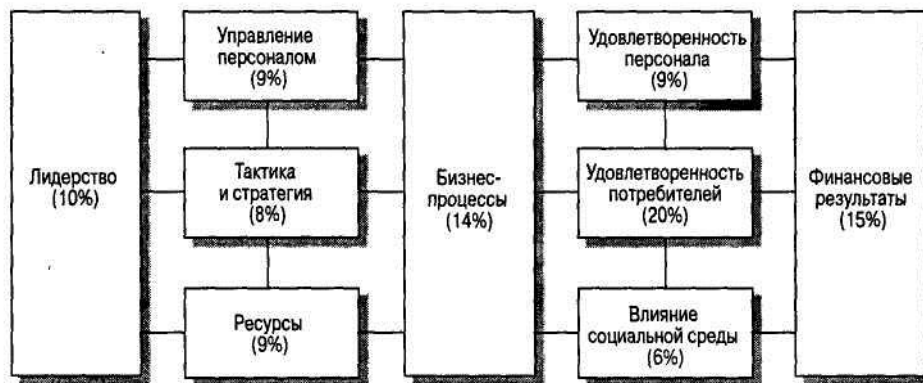 Лидерство
(10%)
Управление
персоналом
(9%)
Тактика
и стратегия
(8%)
Ресурсы
(9%)
Бизнес-
процессы
(14%)
Удовлетворенность
персонала
(9%)
Удовлетворенность
потребителей
(20%)
Влияние
социальной среды
(6%)
Финансовые
результаты
(15%)